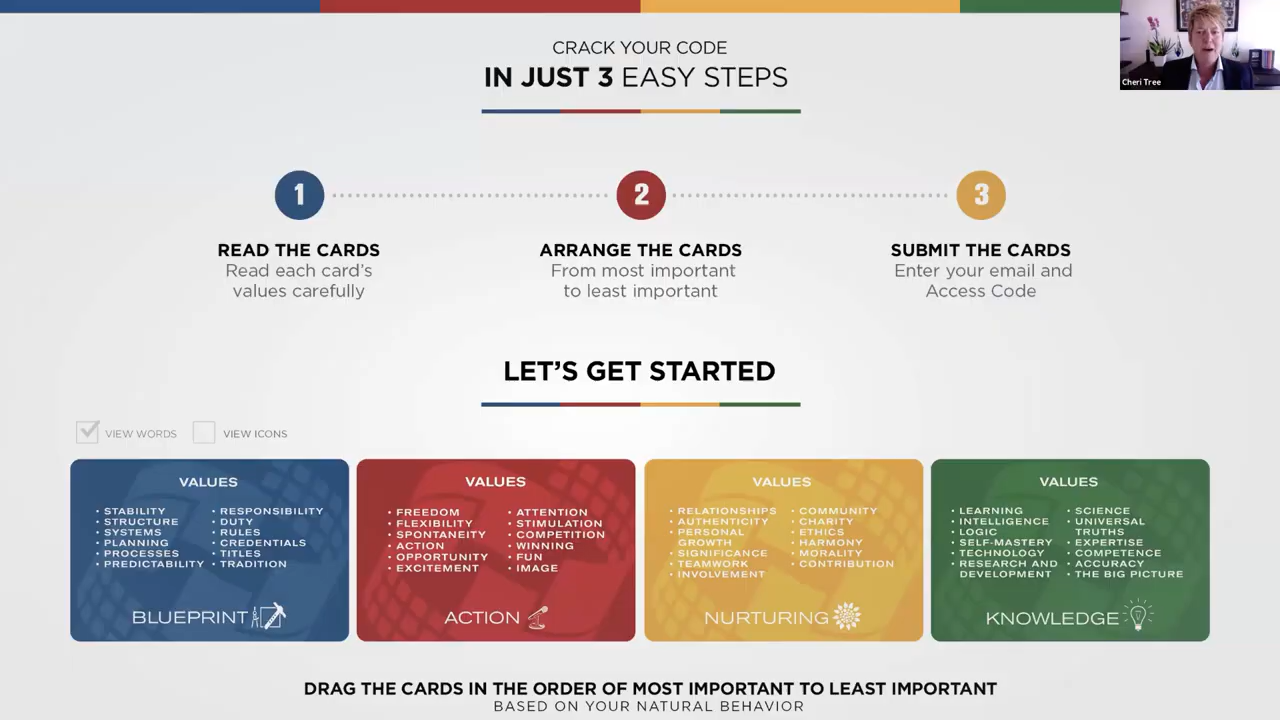 CRACK YOUR CODE
IN JUST 3 EASY STEPS
Cheri Tree
1
2
3
READ THE CARDS
Read each card's
values carefully
ARRANGE THE CARDS
From most important
to least important
SUBMIT THE CARDS
Enter your email and
Access Code
LET'S GET STARTED
VIEW WORDS
VIEW ICONS
VALUES
• STABILITY
• STRUCTURE
• SYSTEMS
• PLANNING
• PROCESSES
• PREDICTABILITY
• RESPONSIBILITY
• DUTY
• RULES
• CREDENTIALS
• TITLES
• TRADITION
BLUEPRINT
VALUES
• FREEDOM
• FLEXIBILITY
• SPONTANEITY
• ACTION
• OPPORTUNITY
• EXCITEMENT
• ATTENTION
• STIMULATION
• COMPETITION
• WINNING
• FUN
• IMAGE
ACTION
VALUES
• RELATIONSHIPS
• AUTHENTICITY
• PERSONAL
GROWTH
• SIGNIFICANCE
• TEAMWORK
• INVOLVEMENT
• COMMUNITY
• CHARITY
• ETHICS
• HARMONY
• MORALITY
• CONTRIBUTION
NURTURING
VALUES
• LEARNING
• INTELLIGENCE
• LOGIC
• SELF-MASTERY
• TECHNOLOGY
• RESEARCH AND
DEVELOPMENT
• SCIENCE
• UNIVERSAL
TRUTHS
• EXPERTISE
• COMPETENCE
• ACCURACY
• THE BIG PICTURE
KNOWLEDGE
DRAG THE CARDS IN THE ORDER OF MOST IMPORTANT TO LEAST IMPORTANT
BASED ON YOUR NATURAL BEHAVIOR